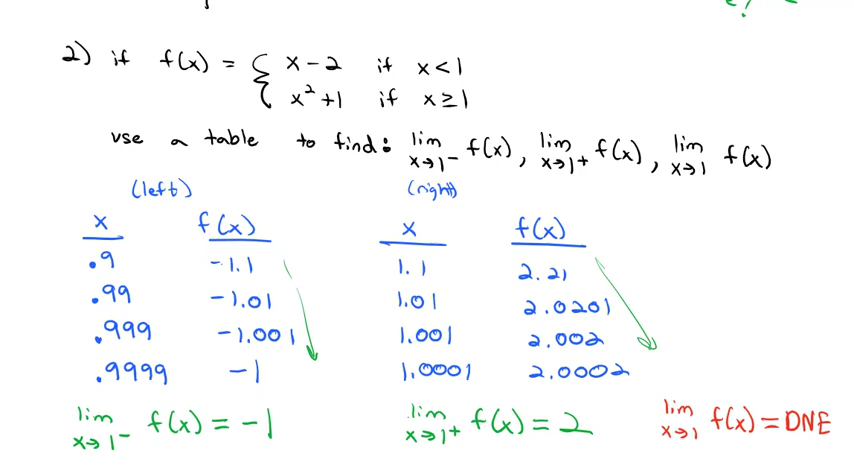 e?
2) if f(x) = { x − 2 if x < 1
x² + 1 if x ≥ 1
use a table to find: lim x→1⁻ f(x), lim x→1⁺ f(x), lim x→1 f(x)
(left) (right)
x f(x) x f(x)
.9 −1.1 1.1 2.21
.99 −1.01 1.01 2.0201
.999 −1.001 1.001 2.002
.9999 −1 1.0001 2.0002
lim x→1⁻ f(x) = −1 lim x→1⁺ f(x) = 2 lim x→1 f(x) = DNE